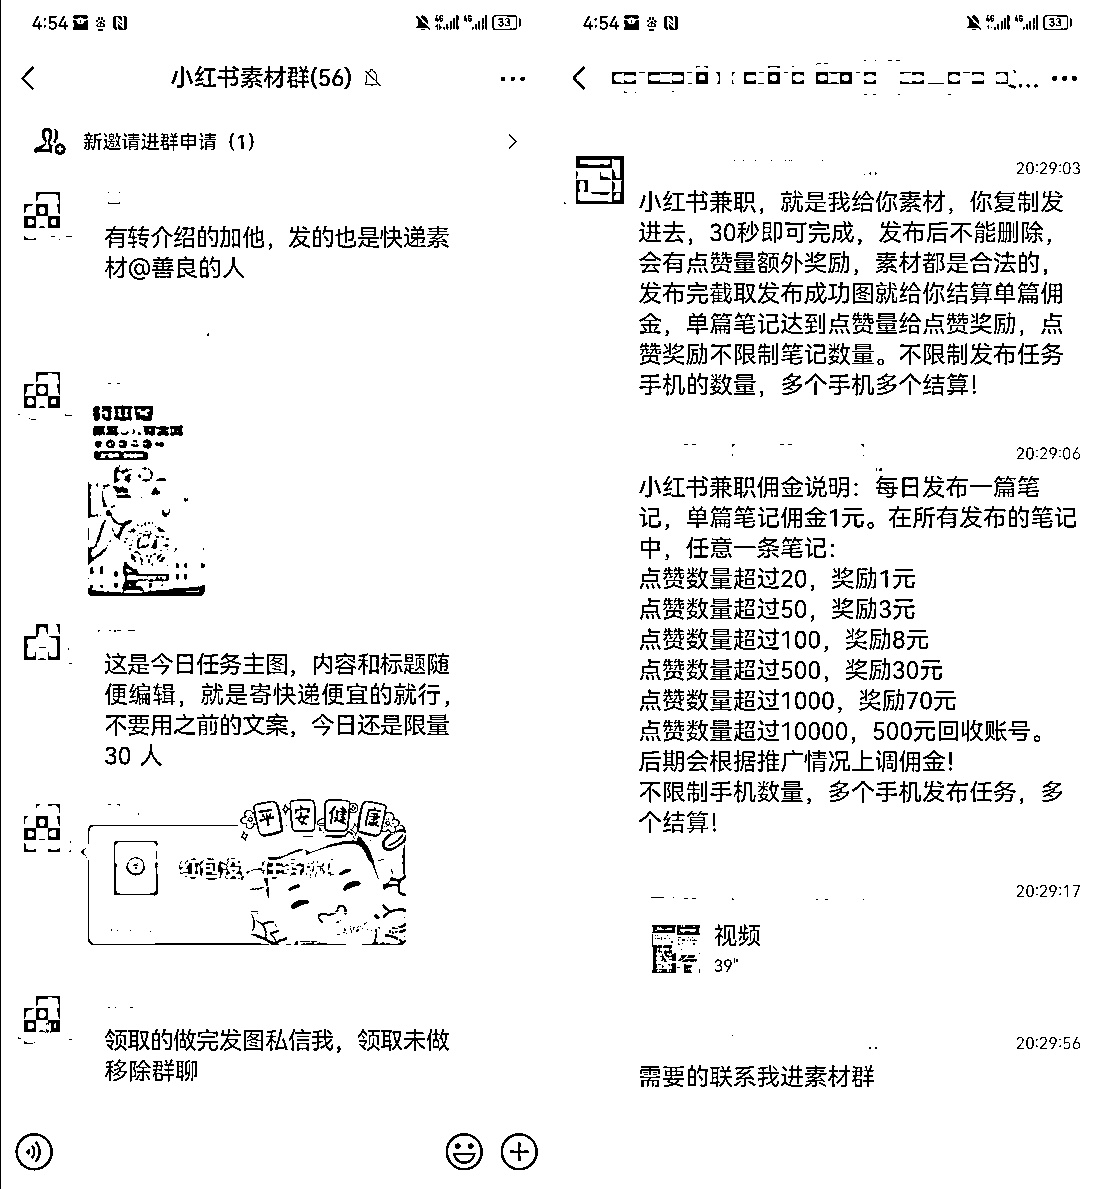 4:54
33
小红书素材群(56)
新邀请进群申请（1）
有转介绍的加他，发的也是快递素
材@善良的人
这是今日任务主图，内容和标题随
便编辑，就是寄快递便宜的就行，
不要用之前的文案，今日还是限量
30 人
平安健康
领取的做完发图私信我，领取未做
移除群聊
4:54
33
20:29:03
小红书兼职，就是我给你素材，你复制发
进去，30秒即可完成，发布后不能删除，
会有点赞量额外奖励，素材都是合法的，
发布完截取发布成功图就给你结算单篇佣
金，单篇笔记达到点赞量给点赞奖励，点
赞奖励不限制笔记数量。不限制发布任务
手机的数量，多个手机多个结算！
20:29:06
小红书兼职佣金说明：每日发布一篇笔
记，单篇笔记佣金1元。在所有发布的笔记
中，任意一条笔记：
点赞数量超过20，奖励1元
点赞数量超过50，奖励3元
点赞数量超过100，奖励8元
点赞数量超过500，奖励30元
点赞数量超过1000，奖励70元
点赞数量超过10000，500元回收账号。
后期会根据推广情况上调佣金！
不限制手机数量，多个手机发布任务，多
个结算！
20:29:17
视频
39"
20:29:56
需要的联系我进素材群